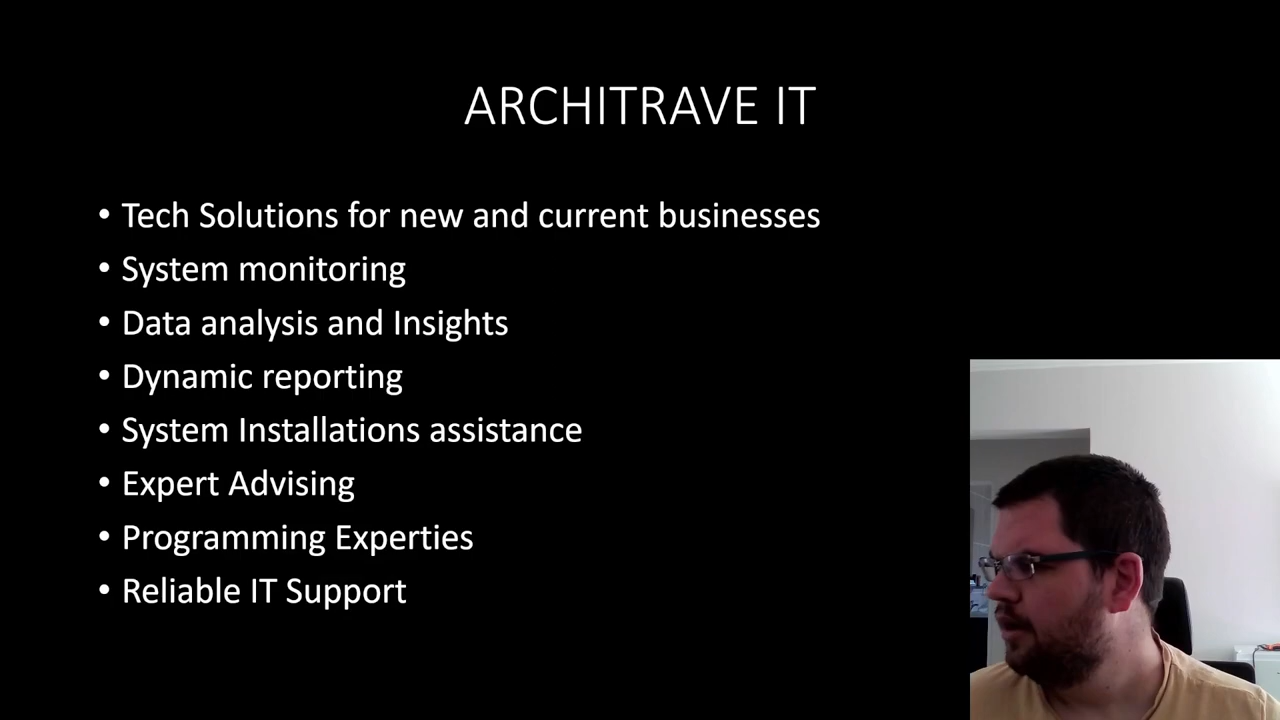 ARCHITRAVE IT
• Tech Solutions for new and current businesses
• System monitoring
• Data analysis and Insights
• Dynamic reporting
• System Installations assistance
• Expert Advising
• Programming Experties
• Reliable IT Support